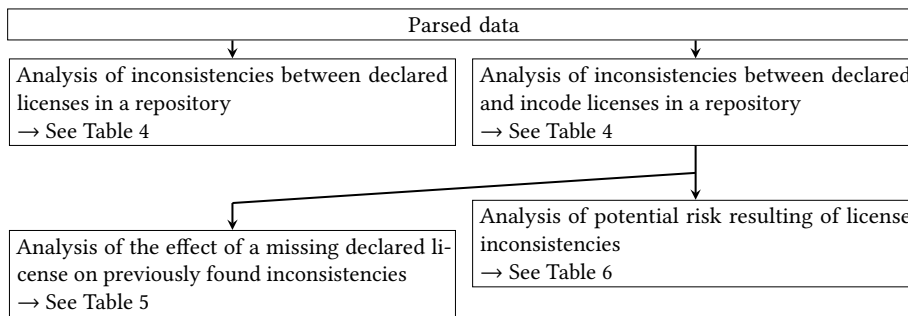 Parsed data
Analysis of inconsistencies between declared
licenses in a repository
→ See Table 4
Analysis of inconsistencies between declared
and incode licenses in a repository
→ See Table 4
Analysis of the effect of a missing declared li-
cense on previously found inconsistencies
→ See Table 5
Analysis of potential risk resulting of license
inconsistencies
→ See Table 6